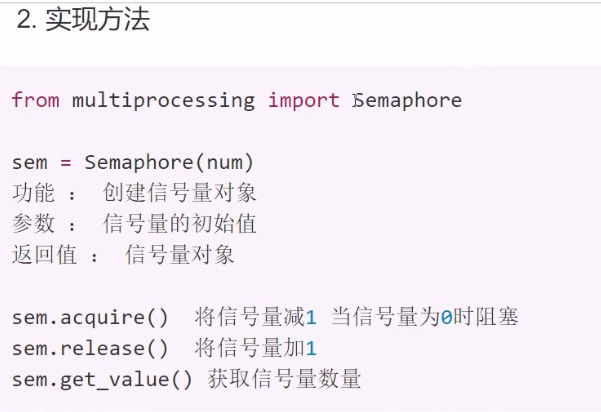 2. 实现方法
from multiprocessing import Semaphore
sem = Semaphore(num)
功能 ： 创建信号量对象
参数 ： 信号量的初始值
返回值 ： 信号量对象
sem.acquire() 将信号量减1 当信号量为0时阻塞
sem.release() 将信号量加1
sem.get_value() 获取信号量数量